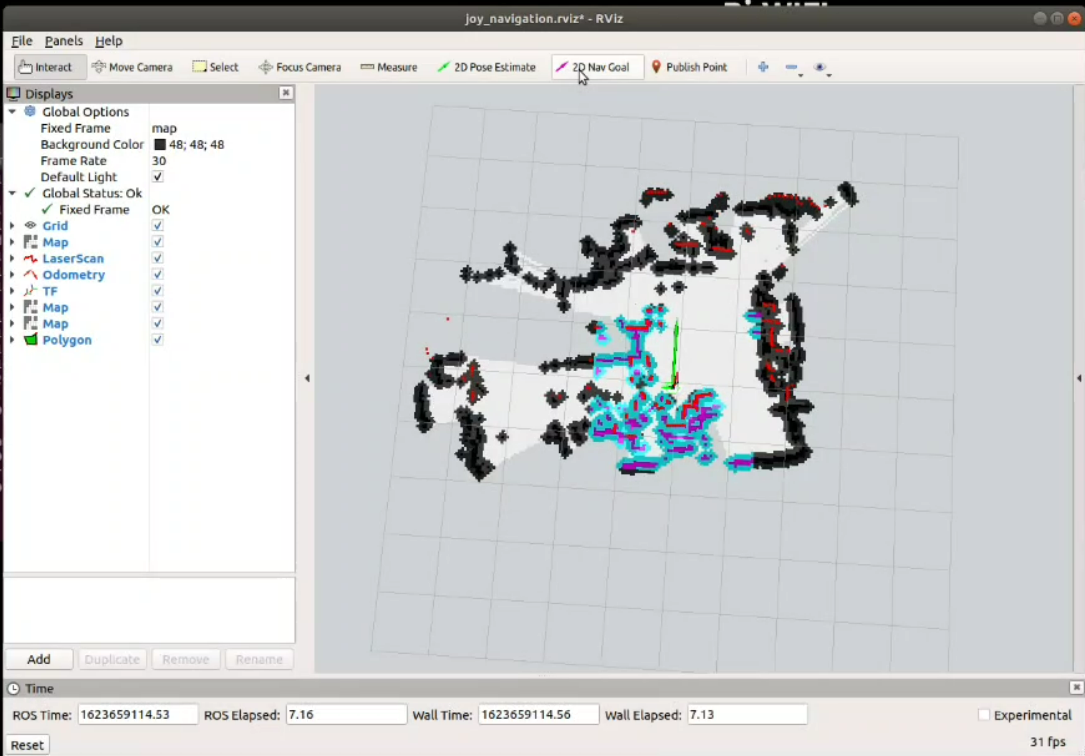 joy_navigation.rviz* - RViz
File Panels Help
Interact Move Camera Select Focus Camera Measure 2D Pose Estimate 2D Nav Goal Publish Point
Displays
Global Options
Fixed Frame map
Background Color 48; 48; 48
Frame Rate 30
Default Light
Global Status: Ok
Fixed Frame OK
Grid
Map
LaserScan
Odometry
TF
Map
Map
Polygon
Add Duplicate Remove Rename
Time
ROS Time: 1623659114.53 ROS Elapsed: 7.16 Wall Time: 1623659114.56 Wall Elapsed: 7.13 Experimental
Reset 31 fps